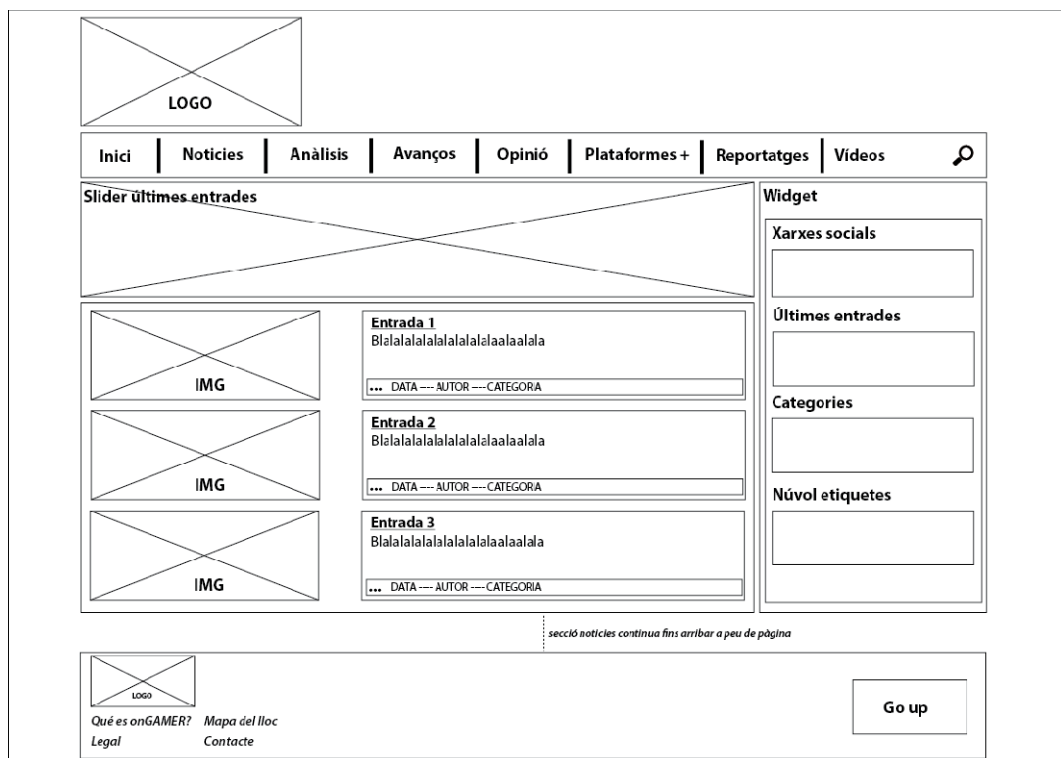 LOGO
Inici Noticies Anàlisis Avanços Opinió Plataformes + Reportatges Vídeos
Slider últimes entrades
IMG
Entrada 1
Blalalalalalalalalalaalaalala
... DATA ---- AUTOR ---- CATEGORIA
IMG
Entrada 2
Blalalalalalalalalalaalaalala
... DATA ---- AUTOR ---- CATEGORIA
IMG
Entrada 3
Blalalalalalalalalalaalaalala
... DATA ---- AUTOR ---- CATEGORIA
Widget
Xarxes socials
Últimes entrades
Categories
Núvol etiquetes
secció noticies continua fins arribar a peu de pàgina
LOGO
Qué es onGAMER? Mapa del lloc
Legal Contacte
Go up